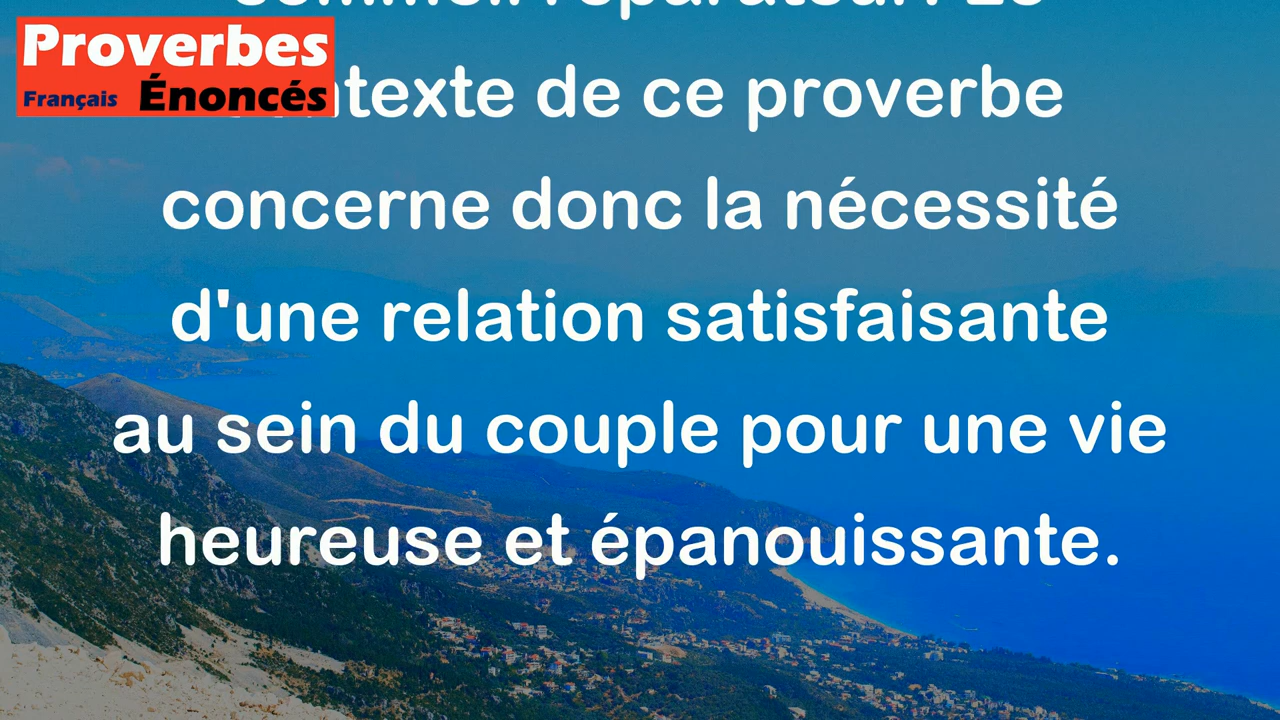 Proverbes
Français Énoncés
de ce proverbe
concerne donc la nécessité
d'une relation satisfaisante
au sein du couple pour une vie
heureuse et épanouissante.